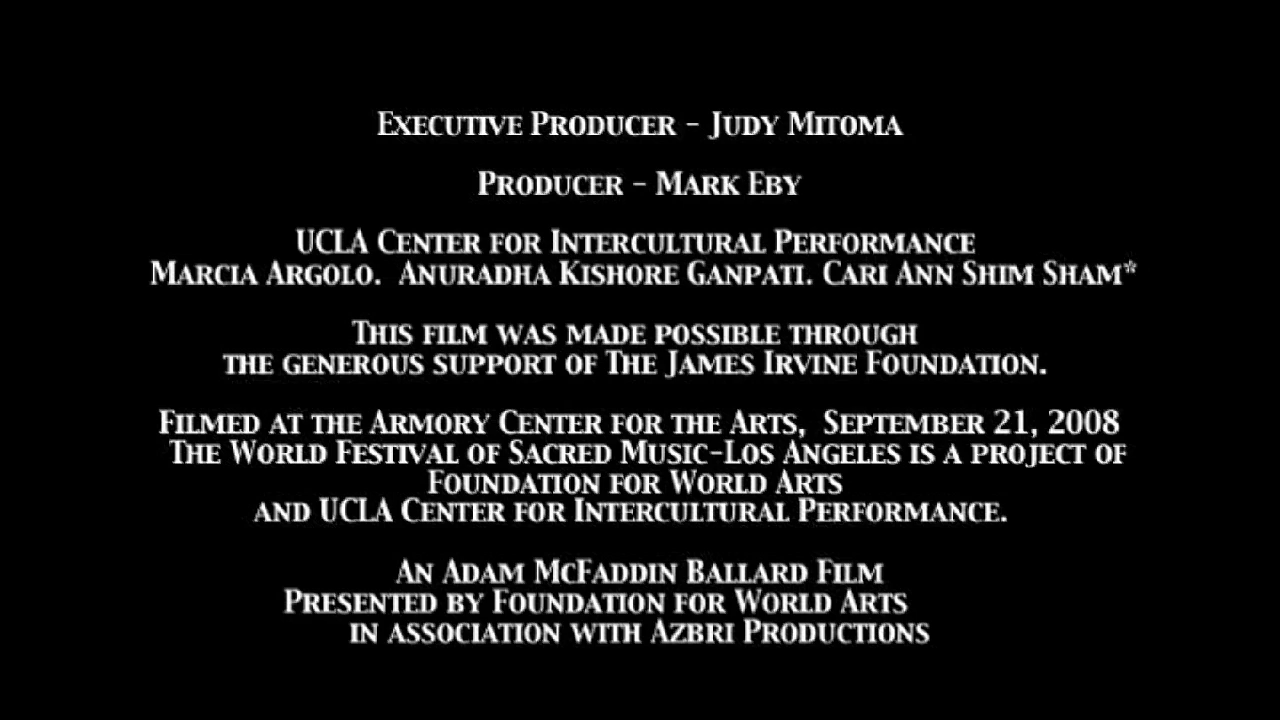 Executive Producer - Judy Mitoma
Producer - Mark Eby
UCLA Center for Intercultural Performance
Marcia Argolo.  Anuradha Kishore Ganpati. Cari Ann Shim Sham*
This film was made possible through
the generous support of The James Irvine Foundation.
Filmed at the Armory Center for the Arts,  September 21, 2008
The World Festival of Sacred Music-Los Angeles is a project of
Foundation for World Arts
and UCLA Center for Intercultural Performance.
An Adam McFaddin Ballard Film
Presented by Foundation for World Arts
in association with Azbri Productions